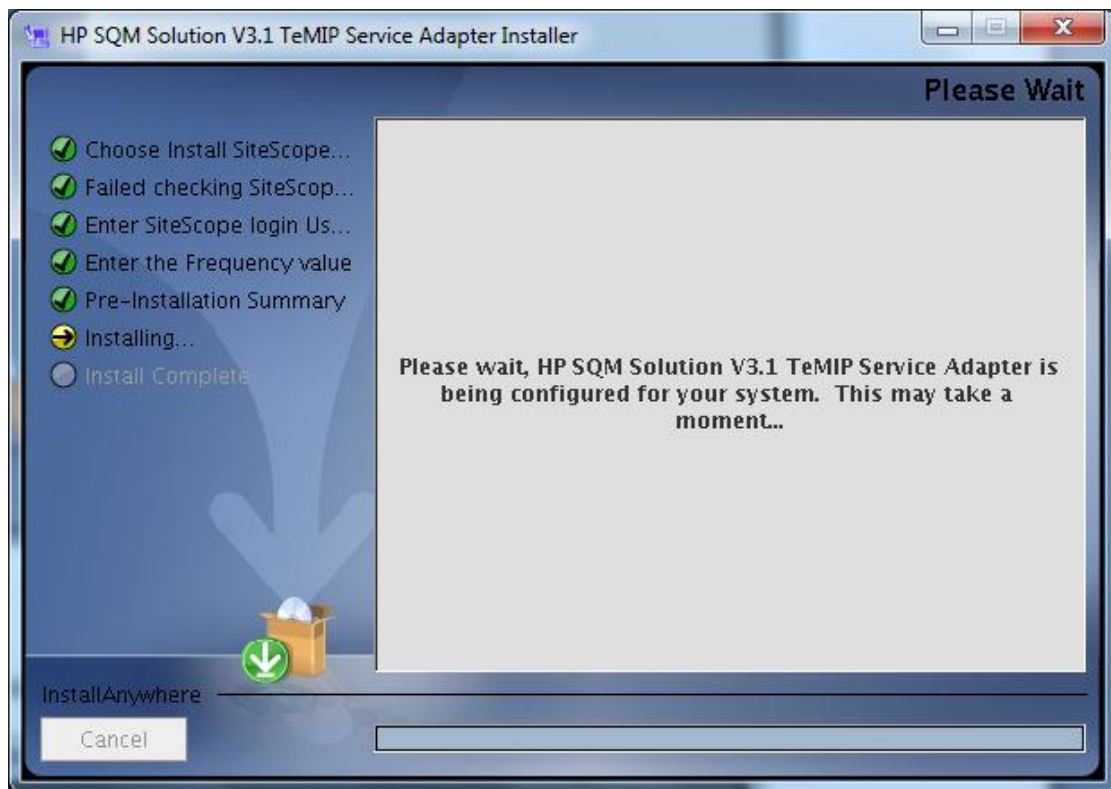 HP SQM Solution V3.1 TeMIP Service Adapter Installer
Please Wait
Choose Install SiteScope...
Failed checking SiteScop...
Enter SiteScope login Us...
Enter the Frequency value
Pre-Installation Summary
Installing...
Install Complete
Please wait, HP SQM Solution V3.1 TeMIP Service Adapter is
being configured for your system. This may take a
moment...
InstallAnywhere
Cancel